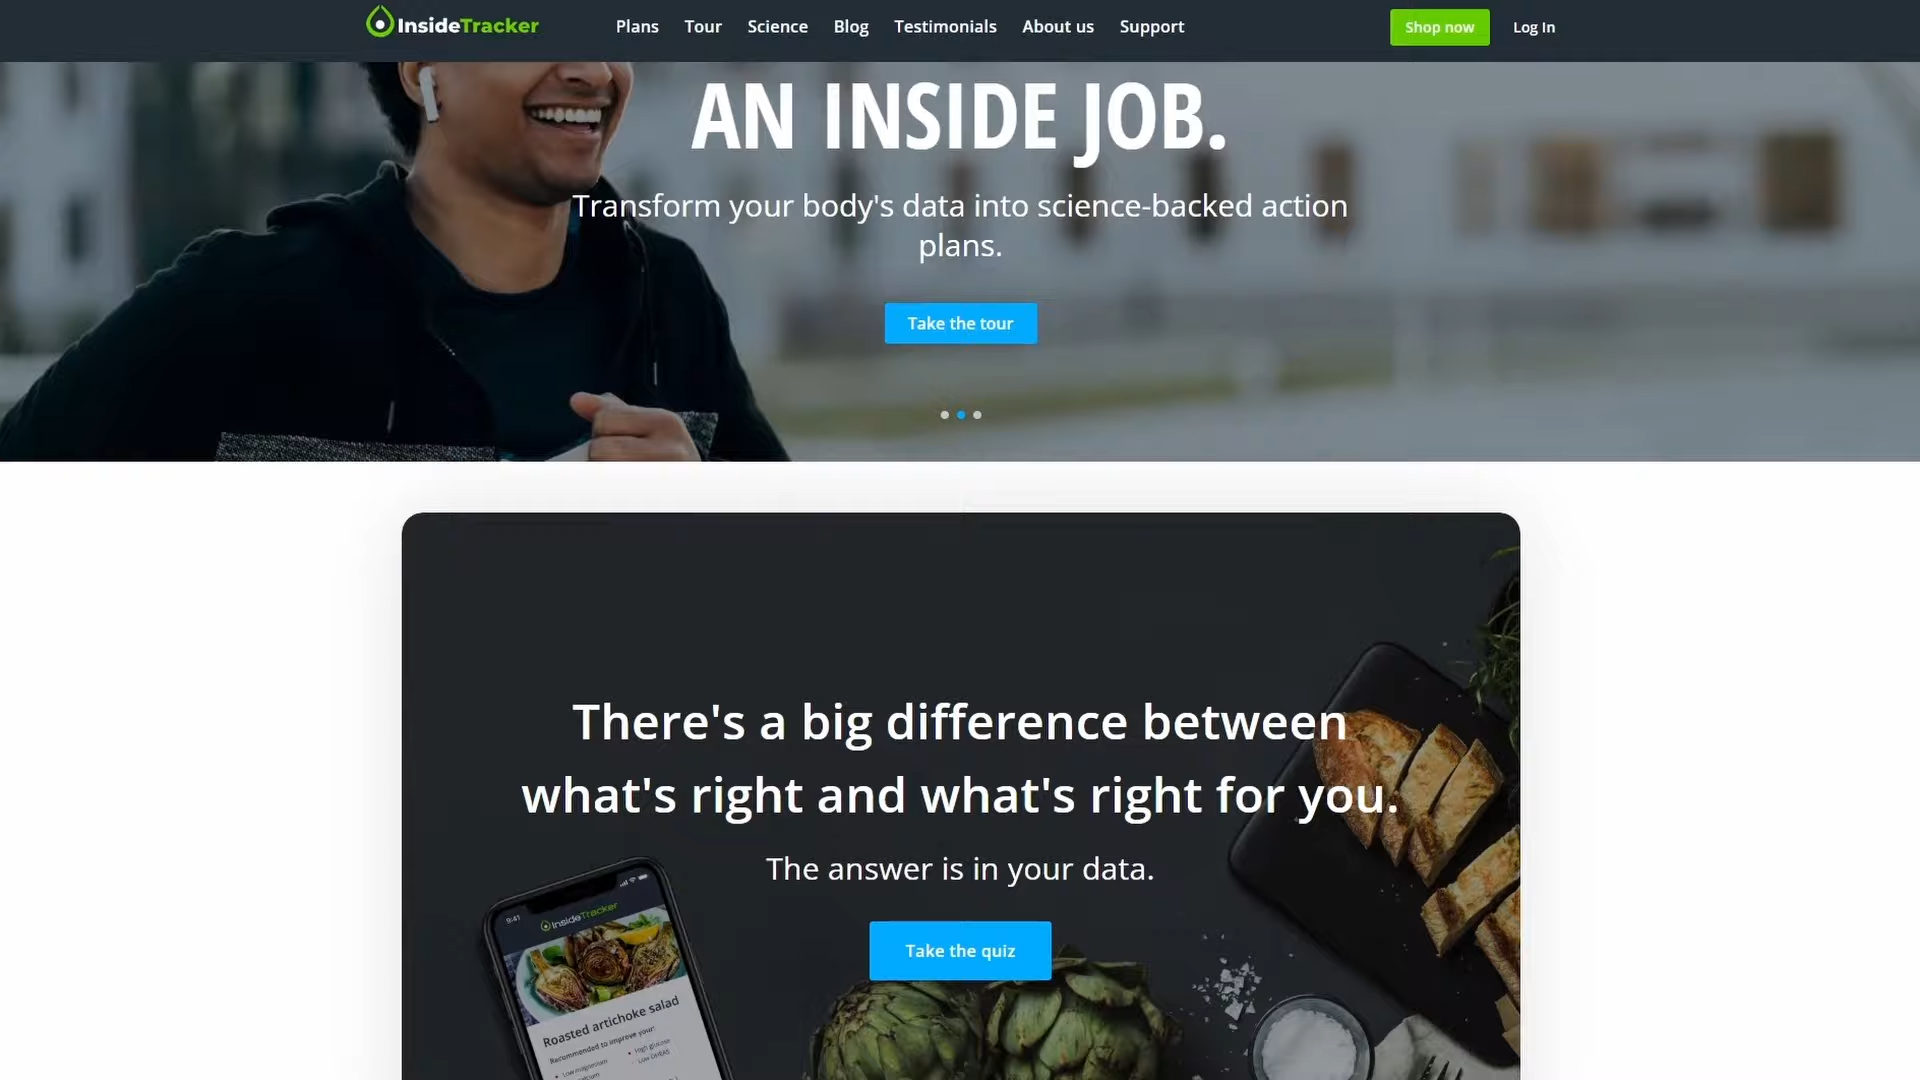 InsideTracker
Plans
Tour
Science
Blog
Testimonials
About us
Support
Shop now
Log In
AN INSIDE JOB.
Transform your body's data into science-backed action
plans.
Take the tour
There's a big difference between
what's right and what's right for you.
The answer is in your data.
Take the quiz
9:41
InsideTracker
Roasted artichoke salad
Recommended to improve your:
Low magnesium
High glucose